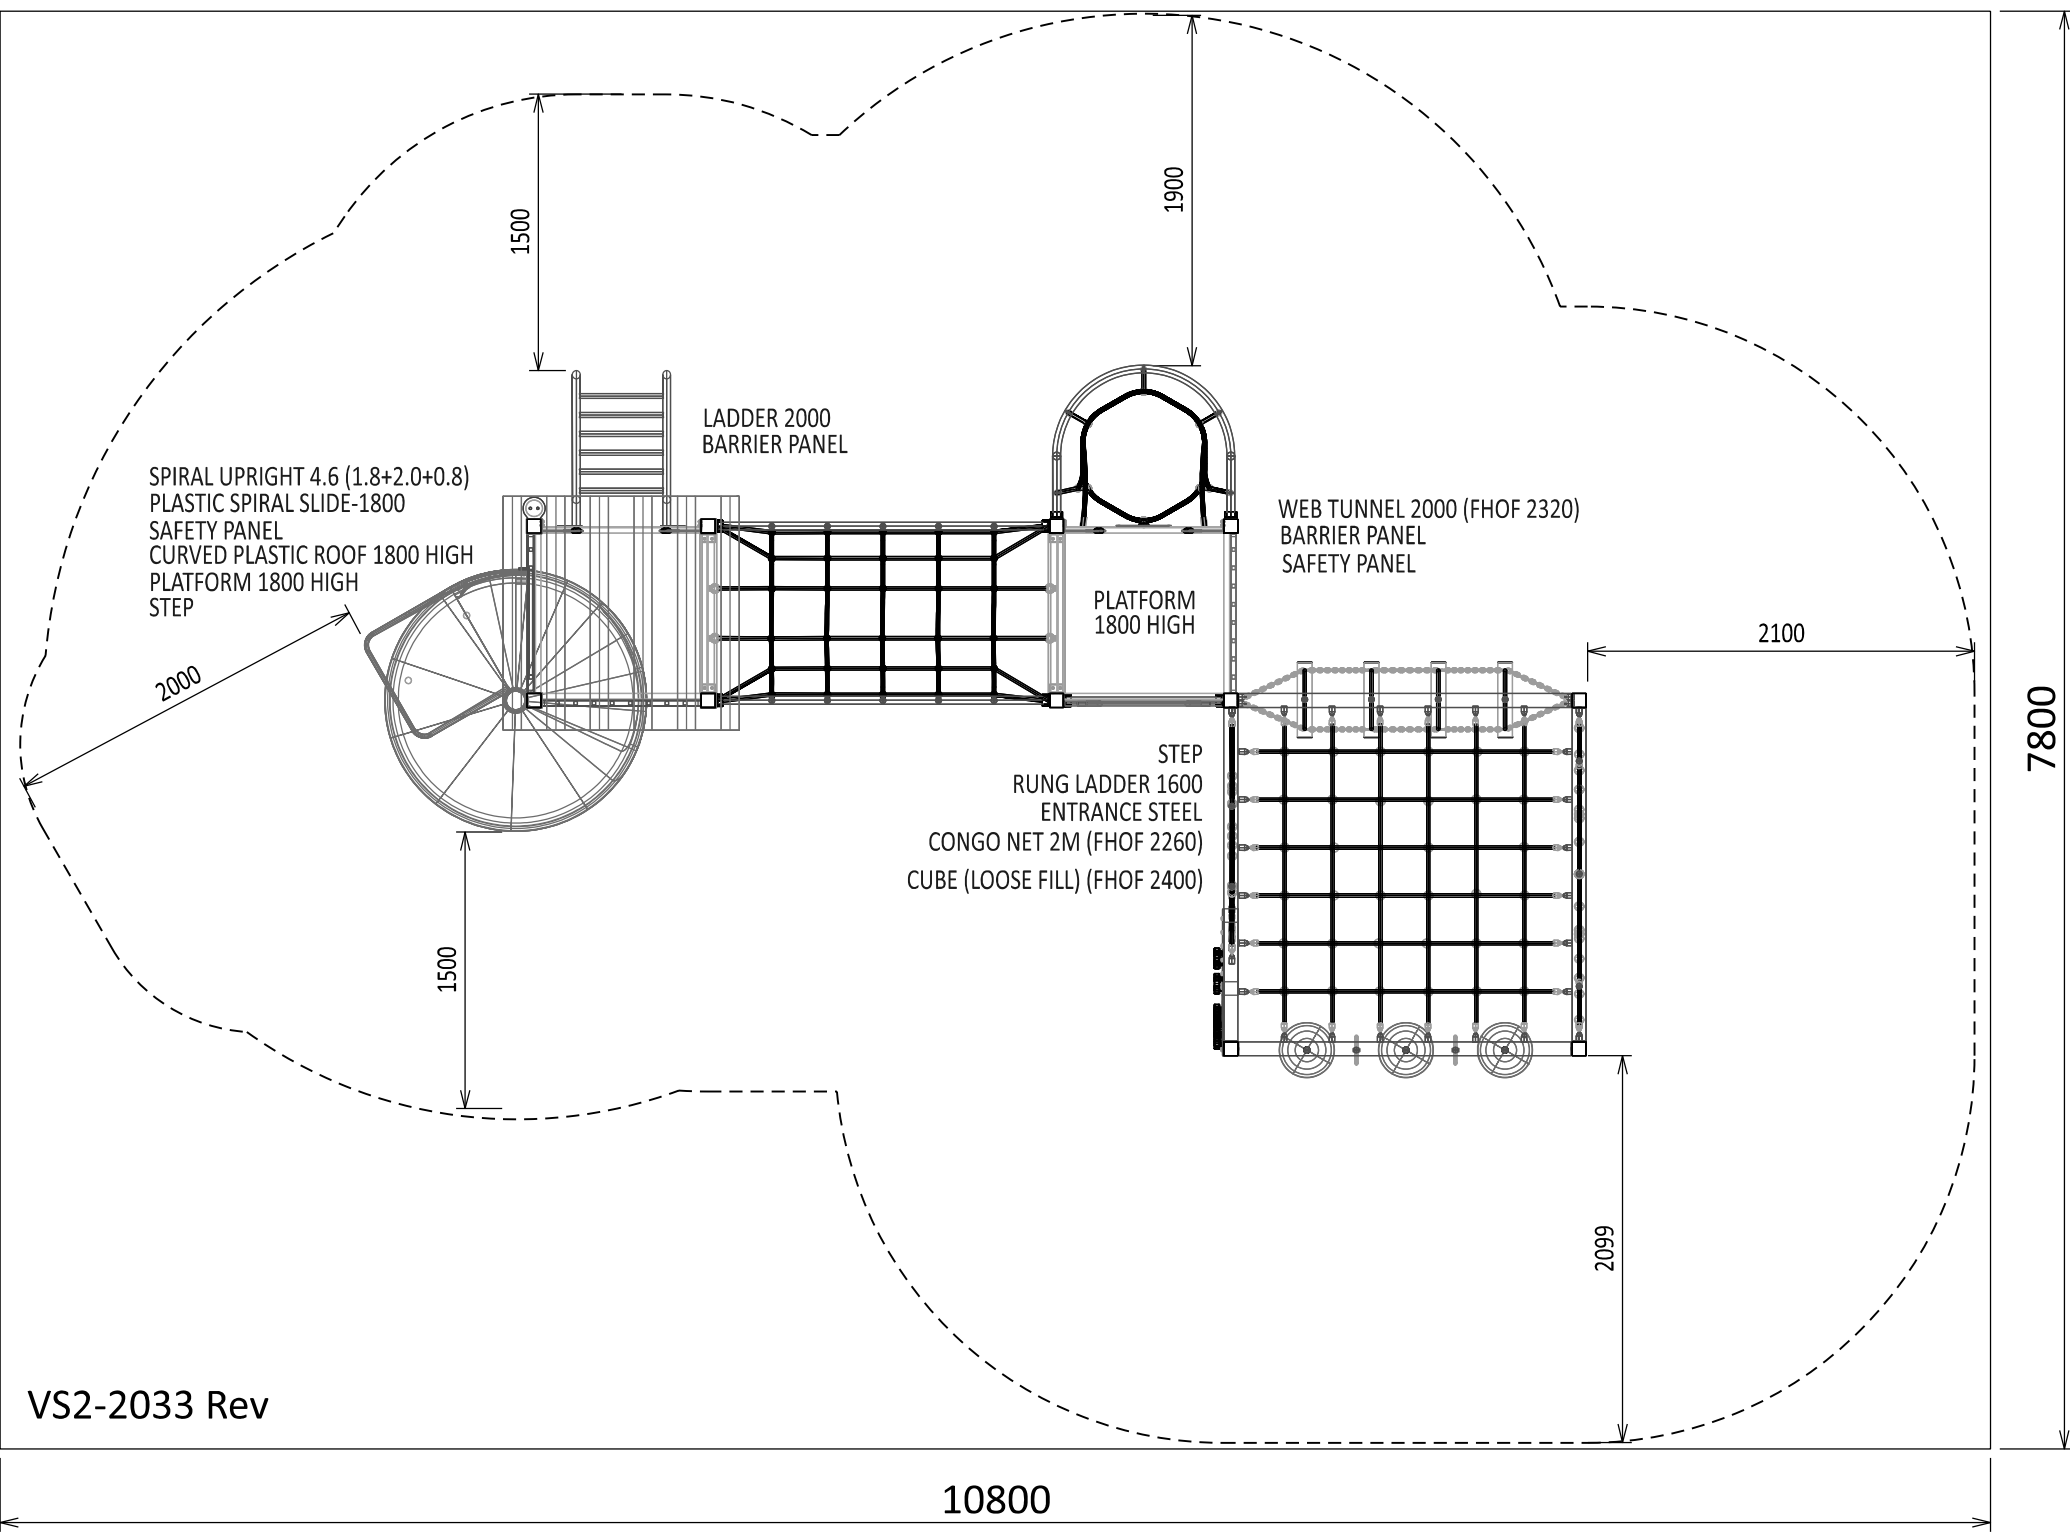 1900
1500
LADDER 2000
BARRIER PANEL
SPIRAL UPRIGHT 4.6 (1.8+2.0+0.8)
PLASTIC SPIRAL SLIDE-1800
SAFETY PANEL
CURVED PLASTIC ROOF 1800 HIGH
PLATFORM 1800 HIGH
STEP
WEB TUNNEL 2000 (FHOF 2320)
BARRIER PANEL
SAFETY PANEL
PLATFORM
1800 HIGH
2100
2000
7800
STEP
RUNG LADDER 1600
ENTRANCE STEEL
CONGO NET 2M (FHOF 2260)
CUBE (LOOSE FILL) (FHOF 2400)
1500
2099
VS2-2033 Rev
10800